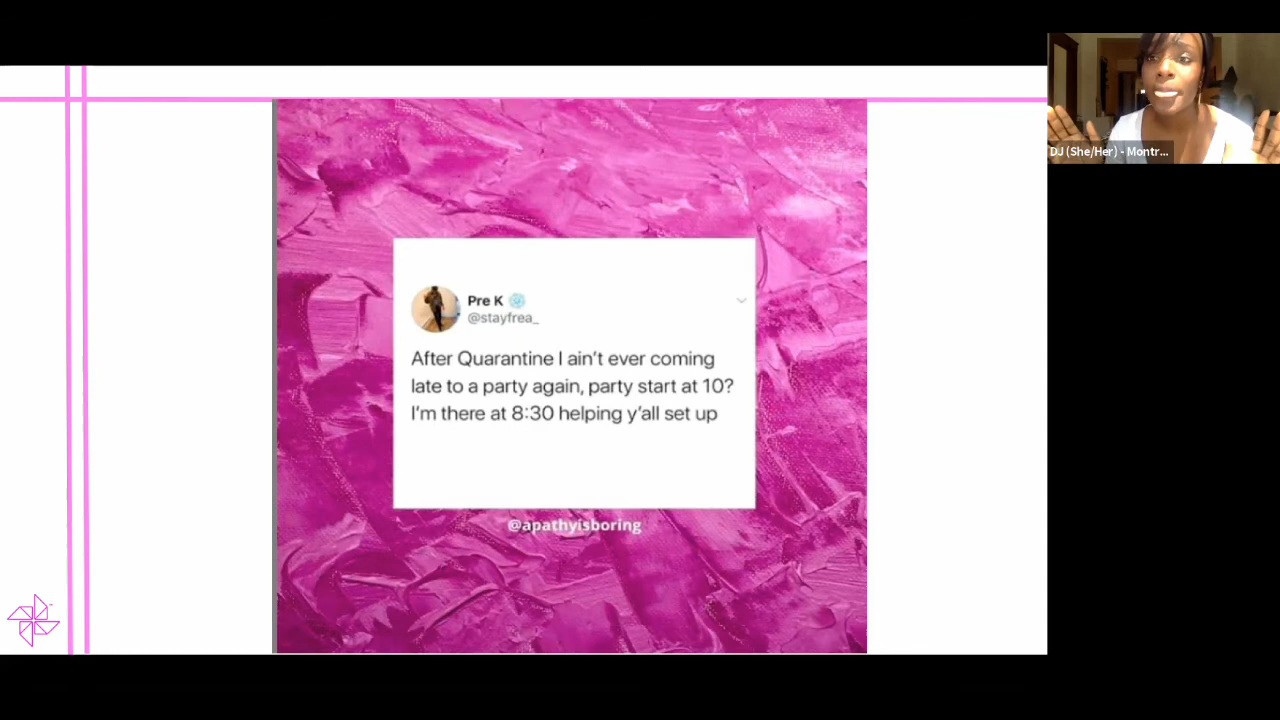 Pre K
@stayfrea_
After Quarantine I ain't ever coming
late to a party again, party start at 10?
I'm there at 8:30 helping y'all set up
@apathyisboring
DJ (She/Her) - Montr...